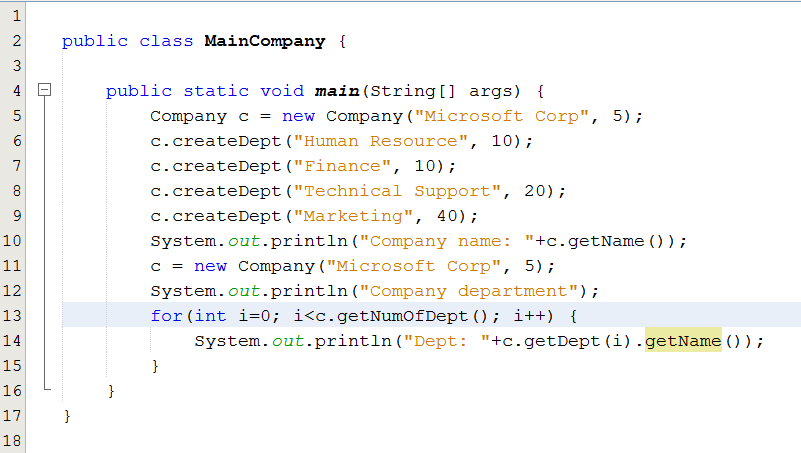 1
2 public class MainCompany {
3
4 public static void main(String[] args) {
5 Company c = new Company("Microsoft Corp", 5);
6 c.createDept("Human Resource", 10);
7 c.createDept("Finance", 10);
8 c.createDept("Technical Support", 20);
9 c.createDept("Marketing", 40);
10 System.out.println("Company name: "+c.getName());
11 c = new Company("Microsoft Corp", 5);
12 System.out.println("Company department");
13 for(int i=0; i<c.getNumOfDept(); i++) {
14 System.out.println("Dept: "+c.getDept(i).getName());
15 }
16 }
17 }
18